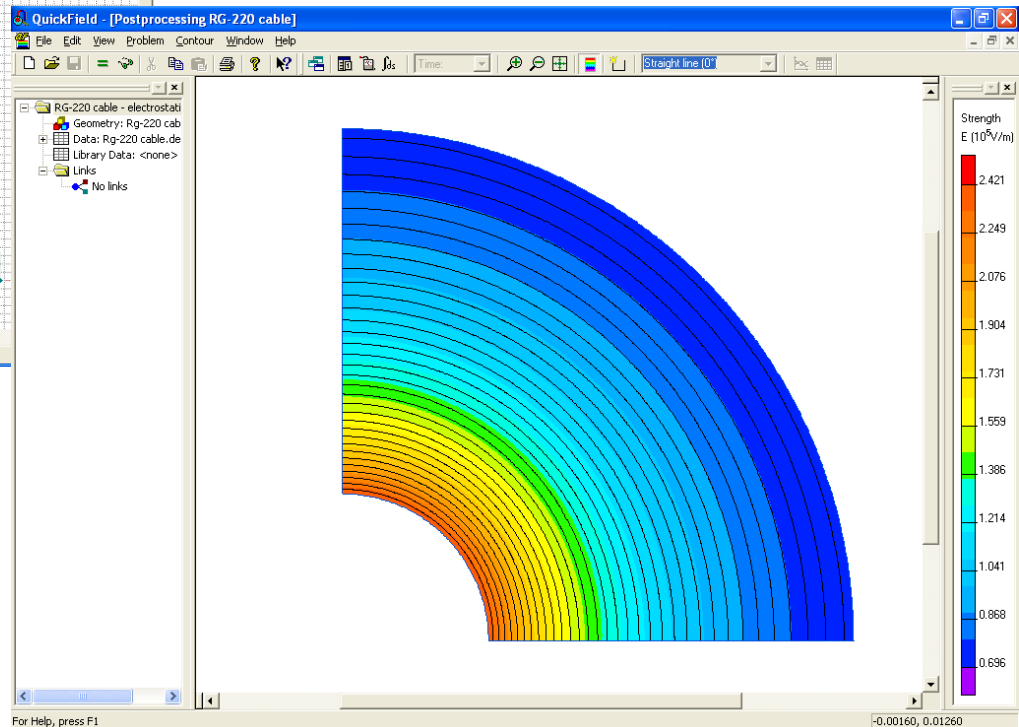 QuickField - [Postprocessing RG-220 cable]
File Edit View Problem Contour Window Help
Time: Straight line (0°
RG-220 cable - electrostati
Geometry: Rg-220 cab
Data: Rg-220 cable.de
Library Data: <none>
Links
No links
Strength
E (10⁵V/m)
2.421
2.249
2.076
1.904
1.731
1.559
1.386
1.214
1.041
0.868
0.696
For Help, press F1
-0.00160, 0.01260